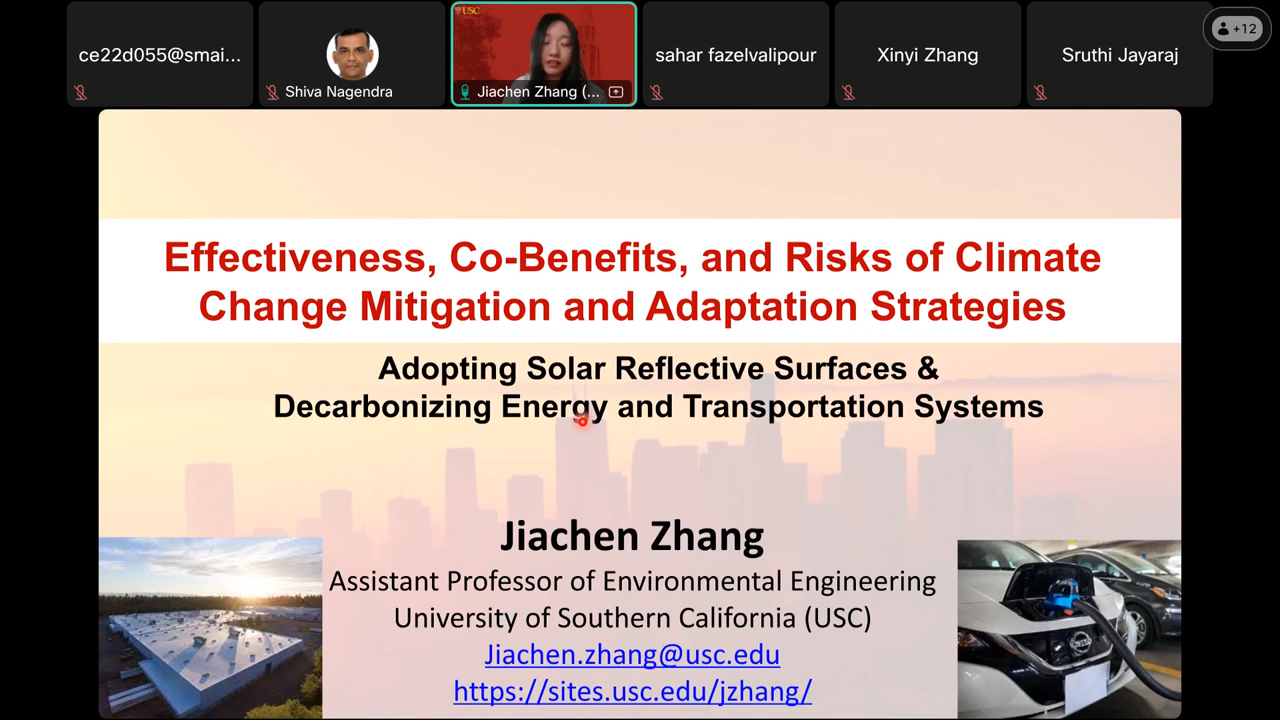 ce22d055@smai...
Shiva Nagendra
USC
Jiachen Zhang (...
sahar fazelvalipour
Xinyi Zhang
Sruthi Jayaraj
+12
Effectiveness, Co-Benefits, and Risks of Climate
Change Mitigation and Adaptation Strategies
Adopting Solar Reflective Surfaces &
Decarbonizing Energy and Transportation Systems
Jiachen Zhang
Assistant Professor of Environmental Engineering
University of Southern California (USC)
Jiachen.zhang@usc.edu
https://sites.usc.edu/jzhang/